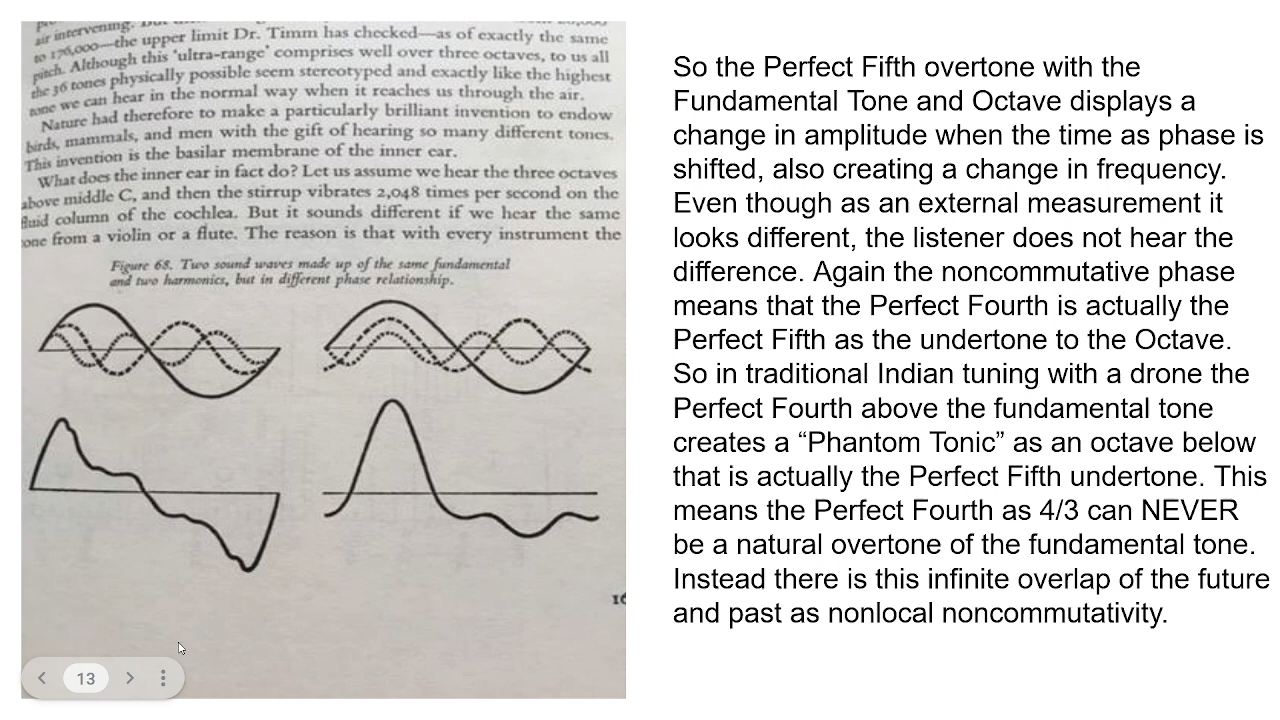 air intervening.
to 176,000—the upper limit Dr. Timm has checked—as of exactly the same
pitch. Although this 'ultra-range' comprises well over three octaves, to us all
the 36 tones physically possible seem stereotyped and exactly like the highest
tone we can hear in the normal way when it reaches us through the air.
Nature had therefore to make a particularly brilliant invention to endow
birds, mammals, and men with the gift of hearing so many different tones.
This invention is the basilar membrane of the inner ear.
What does the inner ear in fact do? Let us assume we hear the three octaves
above middle C, and then the stirrup vibrates 2,048 times per second on the
fluid column of the cochlea. But it sounds different if we hear the same
one from a violin or a flute. The reason is that with every instrument the
Figure 68. Two sound waves made up of the same fundamental
and two harmonics, but in different phase relationship.
13
So the Perfect Fifth overtone with the
Fundamental Tone and Octave displays a
change in amplitude when the time as phase is
shifted, also creating a change in frequency.
Even though as an external measurement it
looks different, the listener does not hear the
difference. Again the noncommutative phase
means that the Perfect Fourth is actually the
Perfect Fifth as the undertone to the Octave.
So in traditional Indian tuning with a drone the
Perfect Fourth above the fundamental tone
creates a “Phantom Tonic” as an octave below
that is actually the Perfect Fifth undertone. This
means the Perfect Fourth as 4/3 can NEVER
be a natural overtone of the fundamental tone.
Instead there is this infinite overlap of the future
and past as nonlocal noncommutativity.